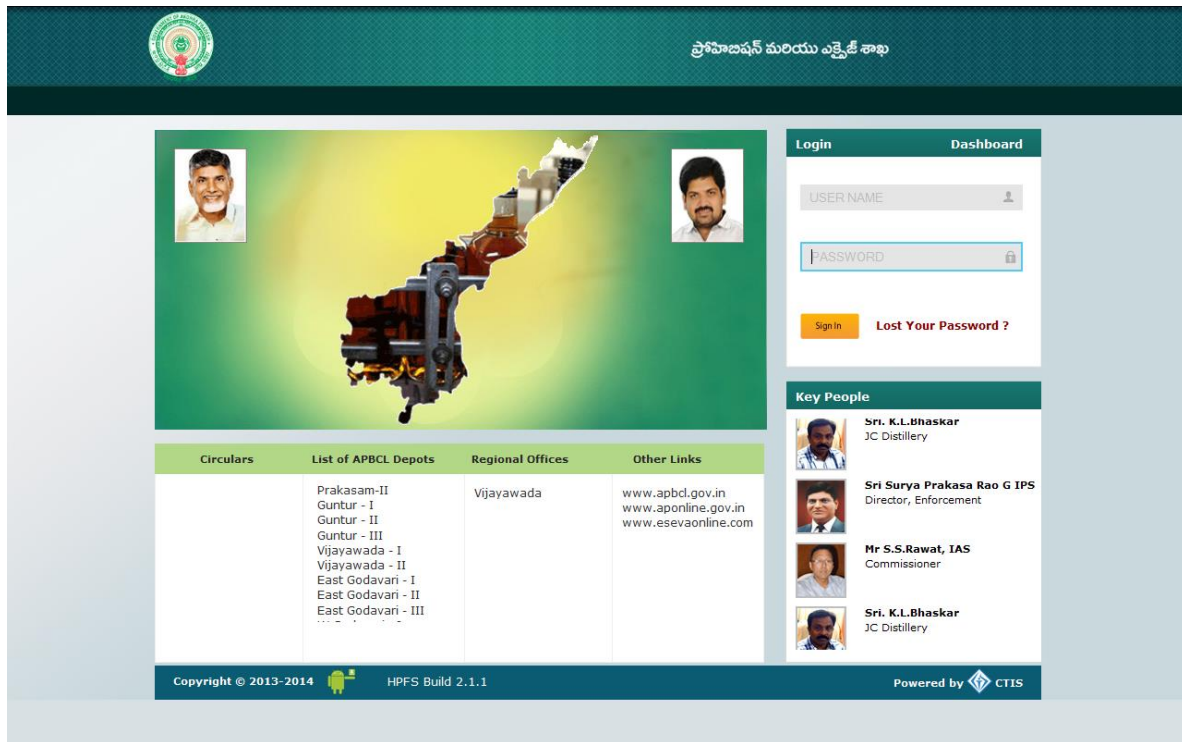 ప్రోహిబిషన్ మరియు ఎక్సైజ్ శాఖ
Login Dashboard
USER NAME
PASSWORD
Sign In Lost Your Password ?
Key People
Sri. K.L.Bhaskar
JC Distillery
Sri Surya Prakasa Rao G IPS
Director, Enforcement
Mr S.S.Rawat, IAS
Commissioner
Sri. K.L.Bhaskar
JC Distillery
Circulars List of APBCL Depots Regional Offices Other Links
Prakasam-II
Guntur - I
Guntur - II
Guntur - III
Vijayawada - I
Vijayawada - II
East Godavari - I
East Godavari - II
East Godavari - III
Vijayawada
www.apbcl.gov.in
www.aponline.gov.in
www.esevaonline.com
Copyright © 2013-2014 HPFS Build 2.1.1 Powered by CTIS